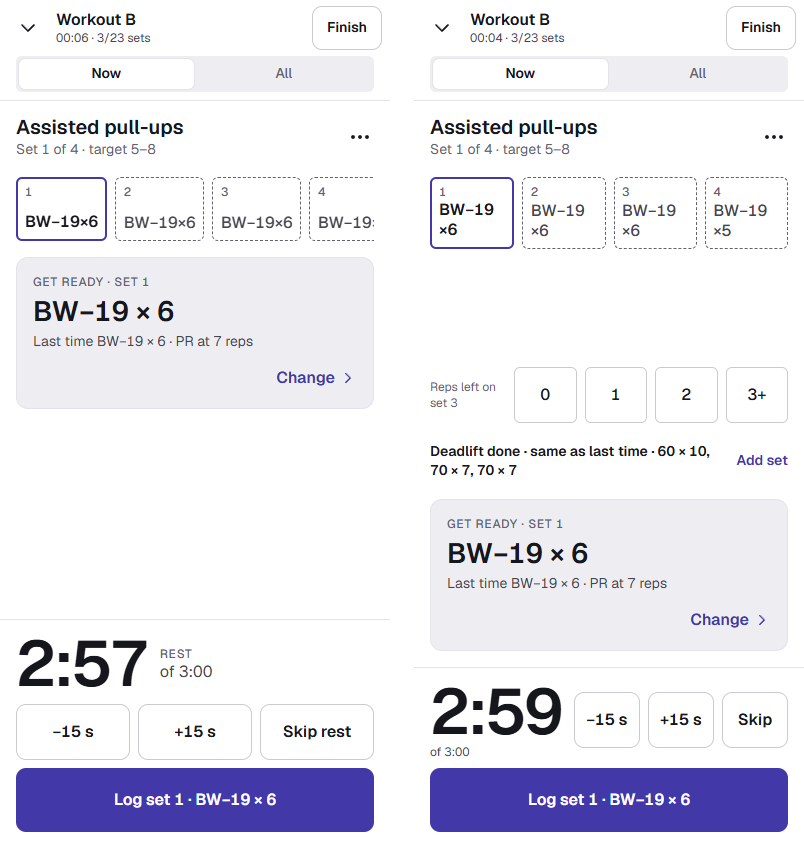 Workout B
00:06 · 3/23 sets
Finish
Now
All
Assisted pull-ups
Set 1 of 4 · target 5–8
1
BW−19×6
2
BW−19×6
3
BW−19×6
4
BW−19
GET READY · SET 1
BW−19 × 6
Last time BW−19 × 6 · PR at 7 reps
Change
2:57
REST
of 3:00
−15 s
+15 s
Skip rest
Log set 1 · BW−19 × 6
Workout B
00:04 · 3/23 sets
Finish
Now
All
Assisted pull-ups
Set 1 of 4 · target 5–8
1
BW−19
×6
2
BW−19
×6
3
BW−19
×6
4
BW−19
×5
Reps left on
set 3
0
1
2
3+
Deadlift done · same as last time · 60 × 10,
70 × 7, 70 × 7
Add set
GET READY · SET 1
BW−19 × 6
Last time BW−19 × 6 · PR at 7 reps
Change
2:59
of 3:00
−15 s
+15 s
Skip
Log set 1 · BW−19 × 6